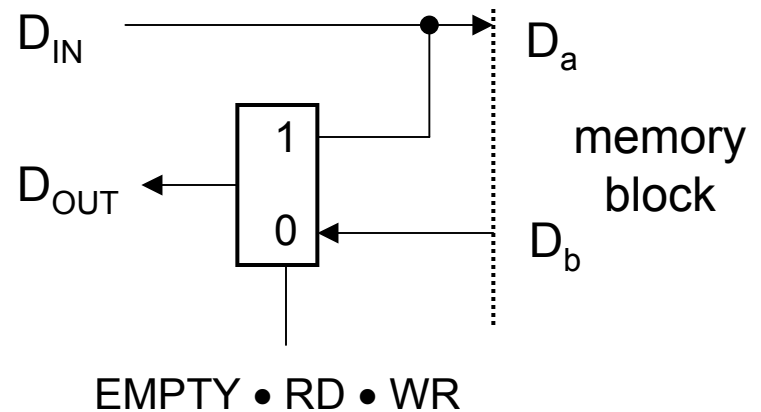 D_IN
D_a
1
memory
block
D_OUT
0
D_b
EMPTY • RD • WR